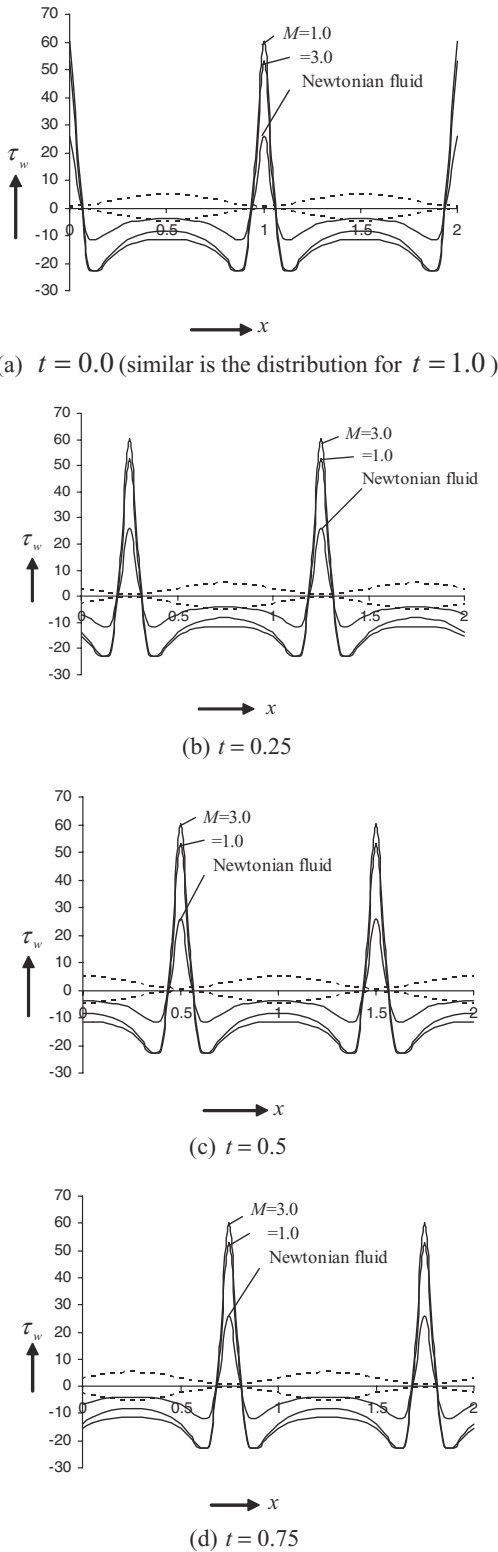 70
60
50
40
30
20
10
0
-10
-20
-30
τw
M=1.0
=3.0
Newtonian fluid
0 0.5 1 1.5 2
x
(a) t = 0.0 (similar is the distribution for t = 1.0 )
70
60
50
40
30
20
10
0
-10
-20
-30
τw
M=3.0
=1.0
Newtonian fluid
0 0.5 1 1.5 2
x
(b) t = 0.25
70
60
50
40
30
20
10
0
-10
-20
-30
τw
M=3.0
=1.0
Newtonian fluid
0 0.5 1 1.5 2
x
(c) t = 0.5
70
60
50
40
30
20
10
0
-10
-20
-30
τw
M=3.0
=1.0
Newtonian fluid
0 0.5 1 1.5 2
x
(d) t = 0.75